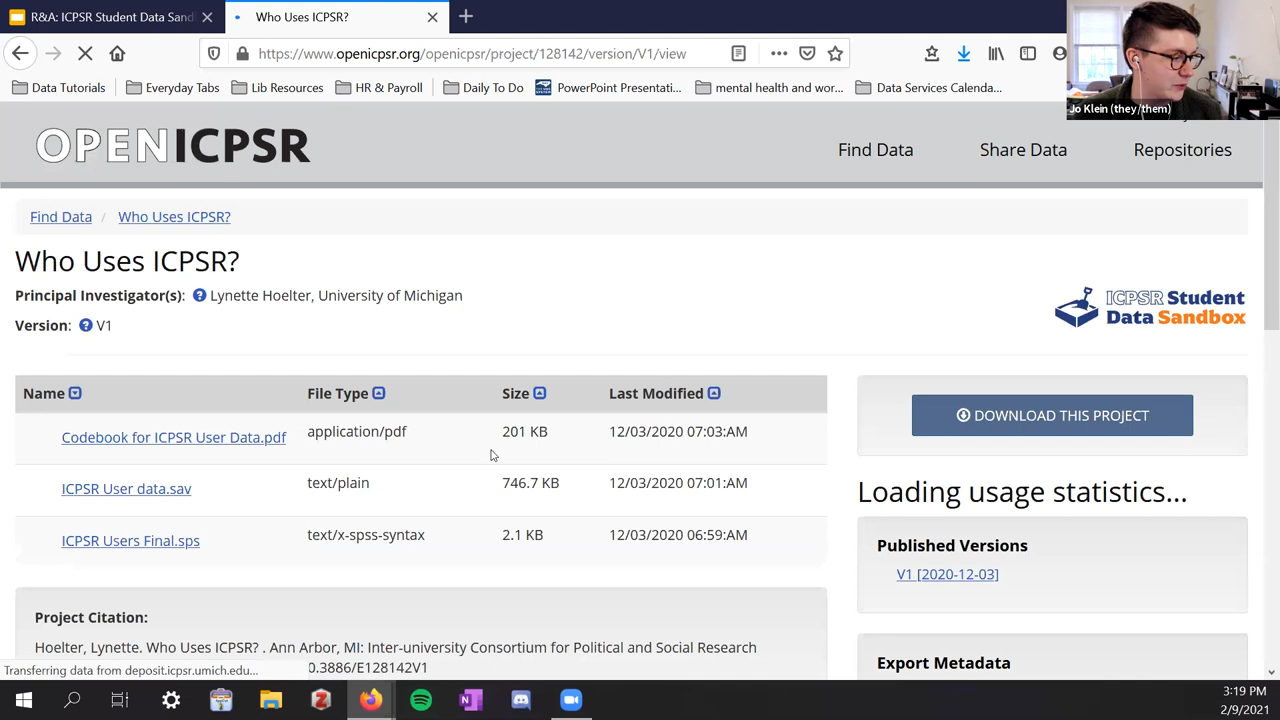 R&A: ICPSR Student Data Sand
Who Uses ICPSR?
https://www.openicpsr.org/openicpsr/project/128142/version/V1/view
Data Tutorials
Everyday Tabs
Lib Resources
HR & Payroll
Daily To Do
PowerPoint Presentati...
mental health and wor...
Data Services Calenda...
Jo Klein (they/them)
OPENICPSR
Find Data
Share Data
Repositories
Find Data / Who Uses ICPSR?
Who Uses ICPSR?
Principal Investigator(s): ? Lynette Hoelter, University of Michigan
Version: ? V1
ICPSR Student
Data Sandbox
Name File Type Size Last Modified
Codebook for ICPSR User Data.pdf application/pdf 201 KB 12/03/2020 07:03:AM
ICPSR User data.sav text/plain 746.7 KB 12/03/2020 07:01:AM
ICPSR Users Final.sps text/x-spss-syntax 2.1 KB 12/03/2020 06:59:AM
DOWNLOAD THIS PROJECT
Loading usage statistics...
Published Versions
V1 [2020-12-03]
Project Citation:
Hoelter, Lynette. Who Uses ICPSR? . Ann Arbor, MI: Inter-university Consortium for Political and Social Research
0.3886/E128142V1
Export Metadata
Transferring data from deposit.icpsr.umich.edu...
3:19 PM
2/9/2021